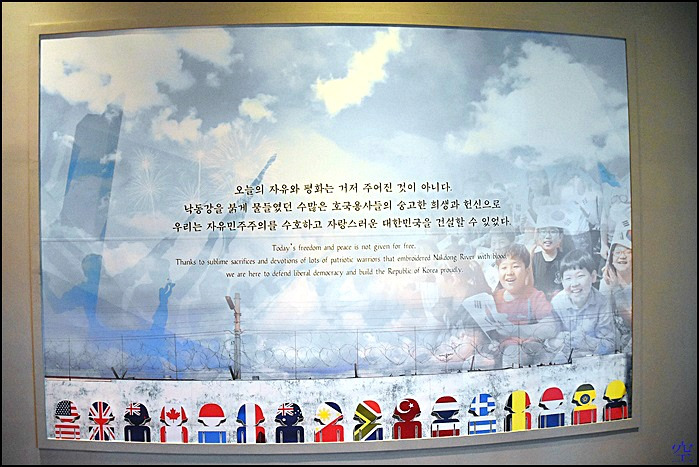 오늘의 자유와 평화는 거저 주어진 것이 아니다.
낙동강을 붉게 물들였던 수많은 호국용사들의 숭고한 희생과 헌신으로
우리는 자유민주주의를 수호하고 자랑스러운 대한민국을 건설할 수 있었다.
Today's freedom and peace is not given for free.
Thanks to sublime sacrifices and devotions of lots of patriotic warriors that embroidered Nakdong River with blood
we are here to defend liberal democracy and build the Republic of Korea proudly.